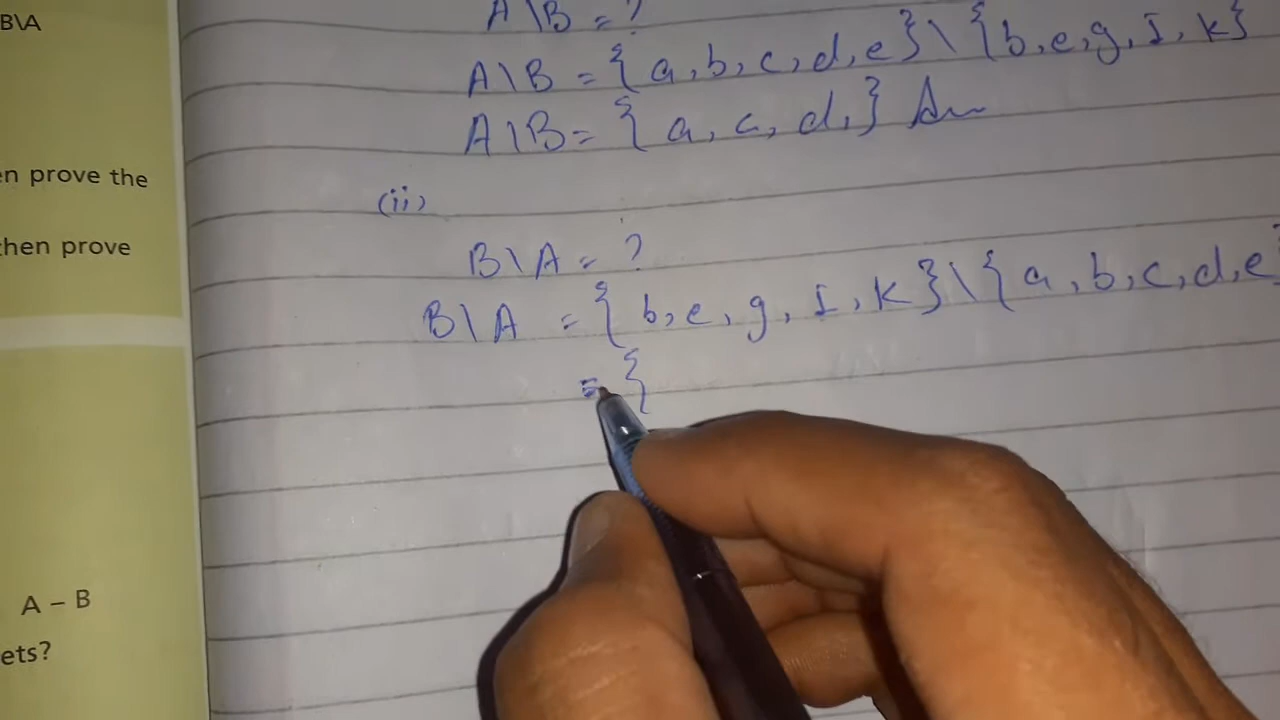 B\A
en prove the
then prove
A – B
ets?
A\B = ?
A\B = {a, b, c, d, e} \ {b, e, g, I, k}
A\B = {a, c, d,} Ans
(ii)
B\A = ?
B\A = {b, e, g, I, k} \ {a, b, c, d, e}
= {